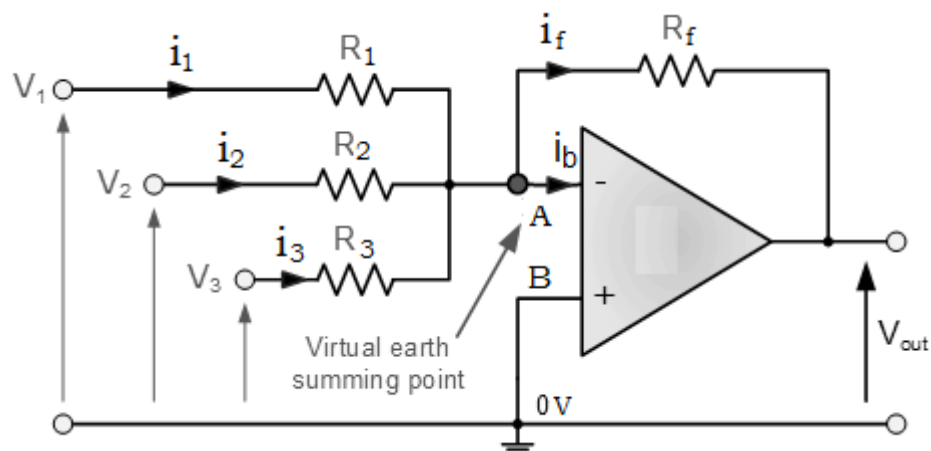 i1 R1 if Rf
V1
i2 R2 ib
V2 -
A
i3 R3 B
V3 +
Virtual earth
summing point
Vout
0V